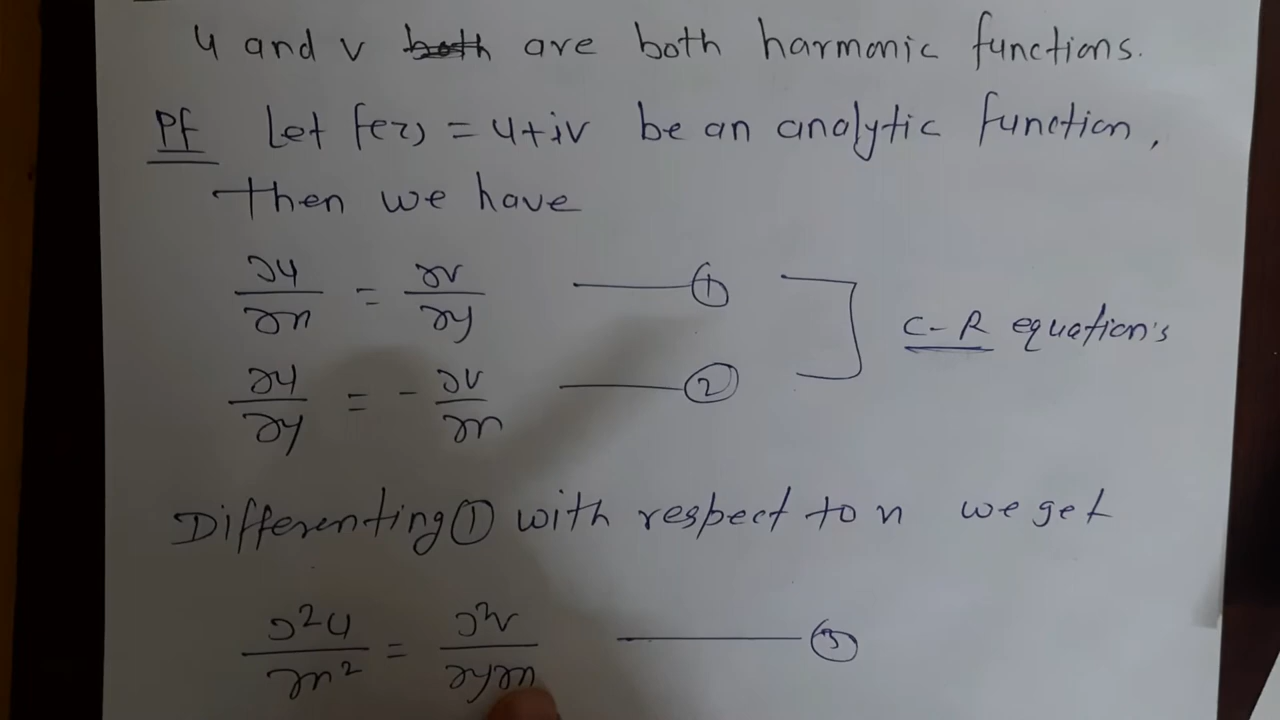 u and v both are both harmonic functions.
Pf Let f(z) = u+iv be an analytic function,
Then we have
∂u/∂x = ∂v/∂y ——— ①
C-R equation's
∂u/∂y = - ∂v/∂x ——— ②
Differenting ① with respect to x we get
∂²u/∂x² = ∂²v/∂y∂x ——— ③